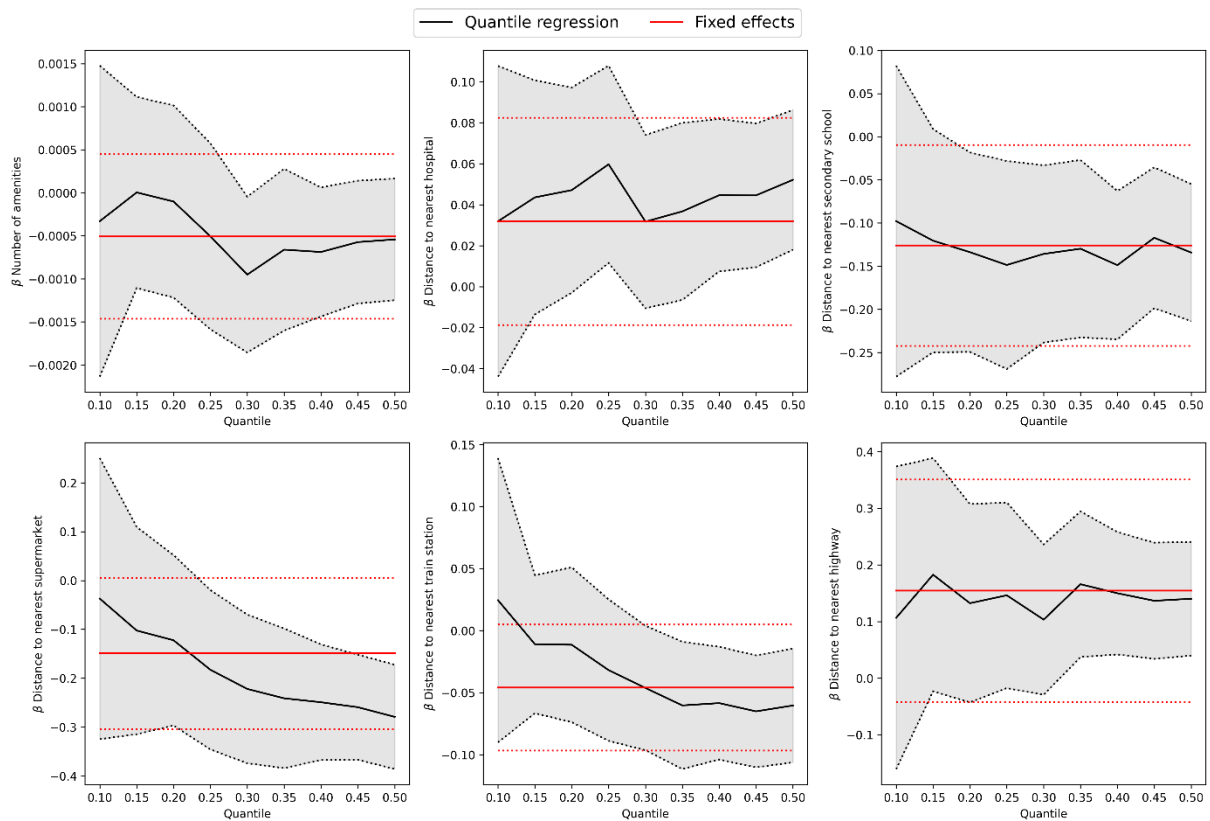 Quantile regression
Fixed effects
β Number of amenities
0.0015
0.0010
0.0005
0.0000
−0.0005
−0.0010
−0.0015
−0.0020
0.10 0.15 0.20 0.25 0.30 0.35 0.40 0.45 0.50
Quantile
β Distance to nearest hospital
0.10
0.08
0.06
0.04
0.02
0.00
−0.02
−0.04
0.10 0.15 0.20 0.25 0.30 0.35 0.40 0.45 0.50
Quantile
β Distance to nearest secondary school
0.10
0.05
0.00
−0.05
−0.10
−0.15
−0.20
−0.25
0.10 0.15 0.20 0.25 0.30 0.35 0.40 0.45 0.50
Quantile
β Distance to nearest supermarket
0.2
0.1
0.0
−0.1
−0.2
−0.3
−0.4
0.10 0.15 0.20 0.25 0.30 0.35 0.40 0.45 0.50
Quantile
β Distance to nearest train station
0.15
0.10
0.05
0.00
−0.05
−0.10
0.10 0.15 0.20 0.25 0.30 0.35 0.40 0.45 0.50
Quantile
β Distance to nearest highway
0.4
0.3
0.2
0.1
0.0
−0.1
0.10 0.15 0.20 0.25 0.30 0.35 0.40 0.45 0.50
Quantile